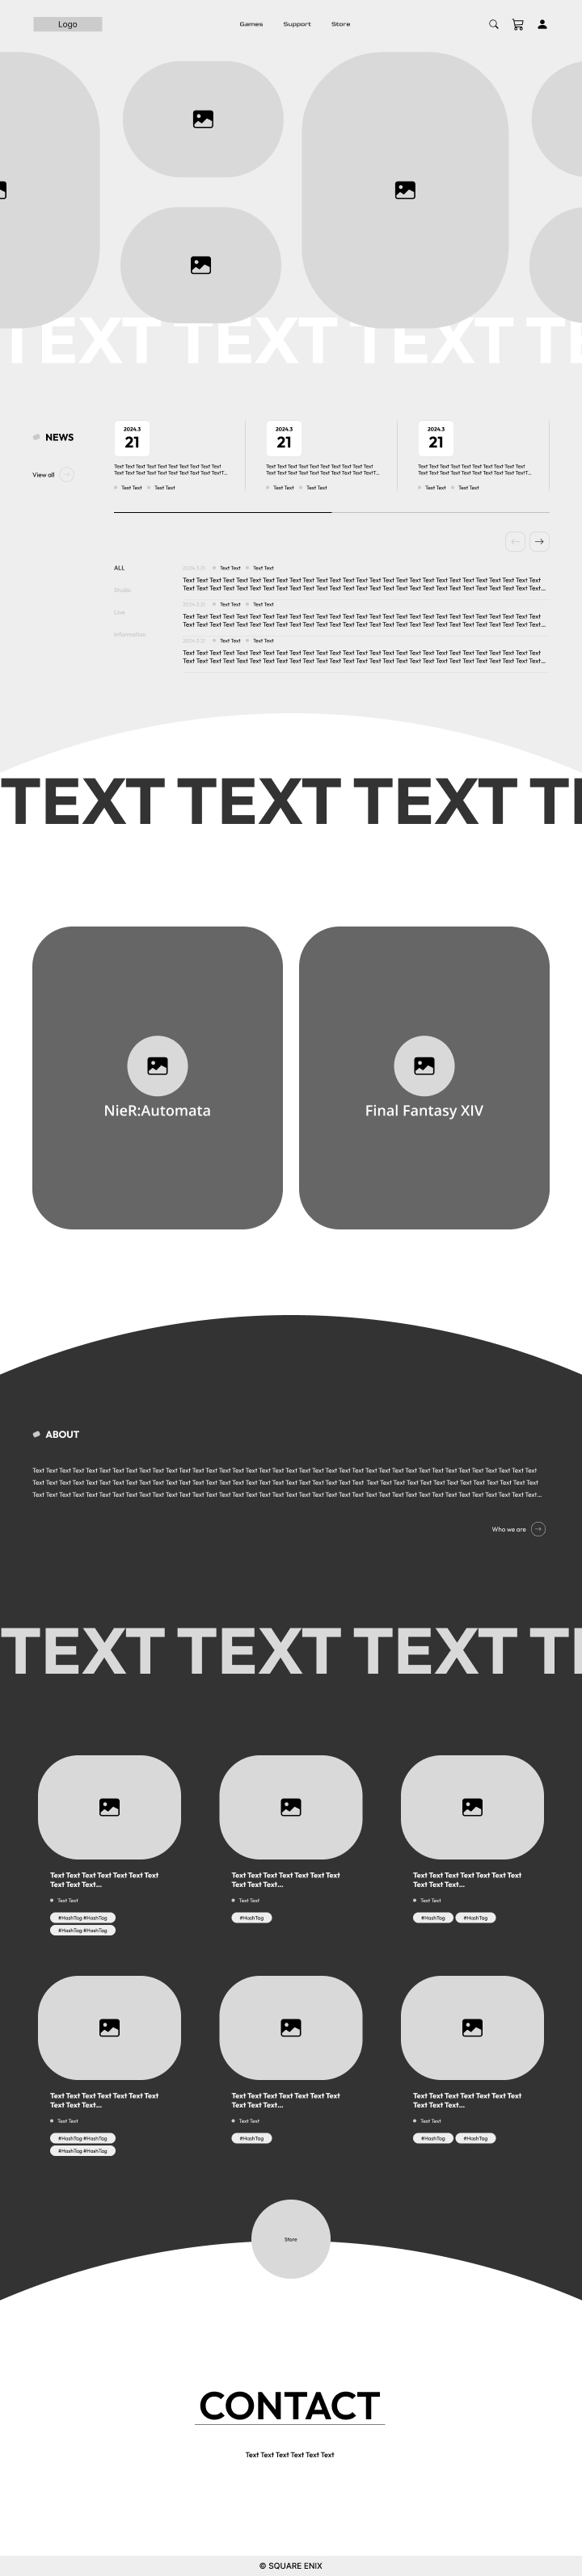 Logo
Games Support Store
TEXT TEXT TEXT TE
NEWS
View all
2024.3
21
Text Text Text Text Text Text Text Text Text Text
Text Text Text Text Text Text Text Text Text TextT...
Text Text Text Text
2024.3
21
Text Text Text Text Text Text Text Text Text Text
Text Text Text Text Text Text Text Text Text TextT...
Text Text Text Text
2024.3
21
Text Text Text Text Text Text Text Text Text Text
Text Text Text Text Text Text Text Text Text TextT...
Text Text Text Text
ALL
Studio
Live
Information
Text Text Text Text
Text Text Text Text Text Text Text Text Text Text Text Text Text Text Text Text Text Text Text Text Text Text Text Text Text Text Text
Text Text Text Text Text Text Text Text Text Text Text Text Text Text Text Text Text Text Text Text Text Text Text Text Text Text Text...
Text Text Text Text
Text Text Text Text Text Text Text Text Text Text Text Text Text Text Text Text Text Text Text Text Text Text Text Text Text Text Text
Text Text Text Text Text Text Text Text Text Text Text Text Text Text Text Text Text Text Text Text Text Text Text Text Text Text Text...
Text Text Text Text
Text Text Text Text Text Text Text Text Text Text Text Text Text Text Text Text Text Text Text Text Text Text Text Text Text Text Text
Text Text Text Text Text Text Text Text Text Text Text Text Text Text Text Text Text Text Text Text Text Text Text Text Text Text Text...
TEXT TEXT TEXT TE
NieR:Automata
Final Fantasy XIV
ABOUT
Text Text Text Text Text Text Text Text Text Text Text Text Text Text Text Text Text Text Text Text Text Text Text Text Text Text Text Text Text Text Text Text Text Text Text Text Text Text
Text Text Text Text Text Text Text Text Text Text Text Text Text Text Text Text Text Text Text Text Text Text Text Text Text Text Text Text Text Text Text Text Text Text Text Text Text Text
Text Text Text Text Text Text Text Text Text Text Text Text Text Text Text Text Text Text Text Text Text Text Text Text Text Text Text Text Text Text Text Text Text Text Text Text Text Text...
Who we are
TEXT TEXT TEXT TE
Text Text Text Text Text Text Text
Text Text Text...
Text Text
#HashTag #HashTag
#HashTag #HashTag
Text Text Text Text Text Text Text
Text Text Text...
Text Text
#HashTag
Text Text Text Text Text Text Text
Text Text Text...
Text Text
#HashTag #HashTag
Text Text Text Text Text Text Text
Text Text Text...
Text Text
#HashTag #HashTag
#HashTag #HashTag
Text Text Text Text Text Text Text
Text Text Text...
Text Text
#HashTag
Text Text Text Text Text Text Text
Text Text Text...
Text Text
#HashTag #HashTag
Store
CONTACT
Text Text Text Text Text Text
© SQUARE ENIX